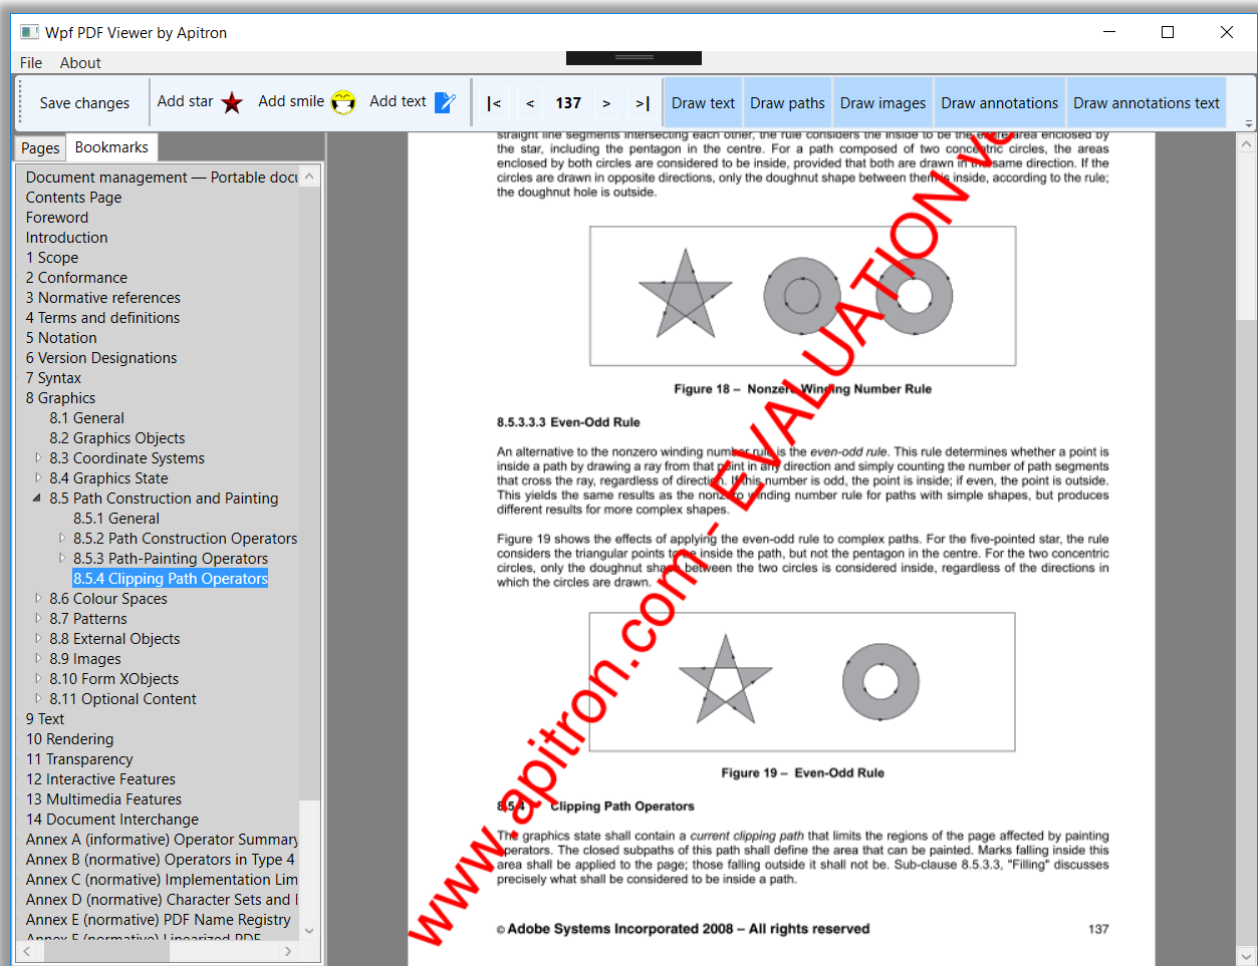 Wpf PDF Viewer by Apitron
File About
Save changes Add star Add smile Add text |< < 137 > >| Draw text Draw paths Draw images Draw annotations Draw annotations text
Pages Bookmarks
Document management — Portable docu
Contents Page
Foreword
Introduction
1 Scope
2 Conformance
3 Normative references
4 Terms and definitions
5 Notation
6 Version Designations
7 Syntax
8 Graphics
8.1 General
8.2 Graphics Objects
8.3 Coordinate Systems
8.4 Graphics State
8.5 Path Construction and Painting
8.5.1 General
8.5.2 Path Construction Operators
8.5.3 Path-Painting Operators
8.5.4 Clipping Path Operators
8.6 Colour Spaces
8.7 Patterns
8.8 External Objects
8.9 Images
8.10 Form XObjects
8.11 Optional Content
9 Text
10 Rendering
11 Transparency
12 Interactive Features
13 Multimedia Features
14 Document Interchange
Annex A (informative) Operator Summary
Annex B (normative) Operators in Type 4
Annex C (normative) Implementation Lim
Annex D (normative) Character Sets and
Annex E (normative) PDF Name Registry
Annex F (normative) Linearized PDF
straight line segments intersecting each other, the rule considers the inside to be the entire area enclosed by
the star, including the pentagon in the centre. For a path composed of two concentric circles, the areas
enclosed by both circles are considered to be inside, provided that both are drawn in the same direction. If the
circles are drawn in opposite directions, only the doughnut shape between them is inside, according to the rule;
the doughnut hole is outside.
Figure 18 – Nonzero Winding Number Rule
8.5.3.3.3 Even-Odd Rule
An alternative to the nonzero winding number rule is the even-odd rule. This rule determines whether a point is
inside a path by drawing a ray from that point in any direction and simply counting the number of path segments
that cross the ray, regardless of direction. If this number is odd, the point is inside; if even, the point is outside.
This yields the same results as the nonzero winding number rule for paths with simple shapes, but produces
different results for more complex shapes.
Figure 19 shows the effects of applying the even-odd rule to complex paths. For the five-pointed star, the rule
considers the triangular points to be inside the path, but not the pentagon in the centre. For the two concentric
circles, only the doughnut shape between the two circles is considered inside, regardless of the directions in
which the circles are drawn.
Figure 19 – Even-Odd Rule
8.5.4 Clipping Path Operators
The graphics state shall contain a current clipping path that limits the regions of the page affected by painting
operators. The closed subpaths of this path shall define the area that can be painted. Marks falling inside this
area shall be applied to the page; those falling outside it shall not be. Sub-clause 8.5.3.3, "Filling" discusses
precisely what shall be considered to be inside a path.
© Adobe Systems Incorporated 2008 – All rights reserved 137
www.apitron.com - EVALUATION ve